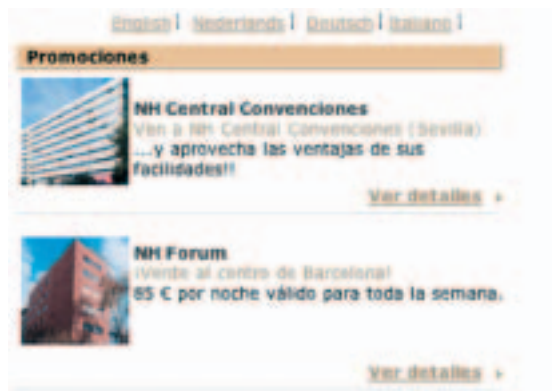 English | Nederlands | Deutsch | Italiano |
Promociones
NH Central Convenciones
Ven a NH Central Convenciones (Sevilla)
...y aprovecha las ventajas de sus
facilidades!!
Ver detalles
NH Forum
¡Vente al centro de Barcelona!
85 € por noche válido para toda la semana.
Ver detalles